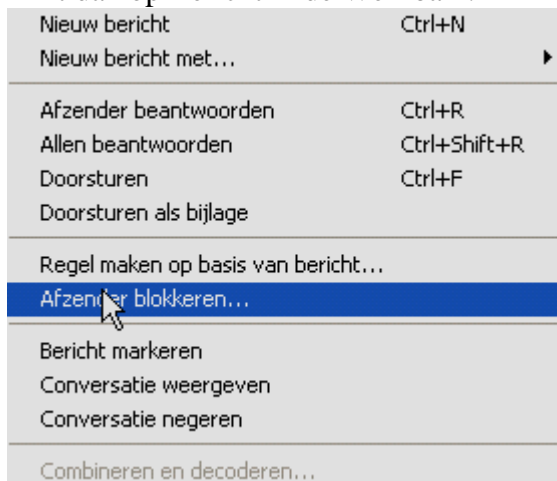 Nieuw bericht Ctrl+N
Nieuw bericht met...
Afzender beantwoorden Ctrl+R
Allen beantwoorden Ctrl+Shift+R
Doorsturen Ctrl+F
Doorsturen als bijlage
Regel maken op basis van bericht...
Afzender blokkeren...
Bericht markeren
Conversatie weergeven
Conversatie negeren
Combineren en decoderen...